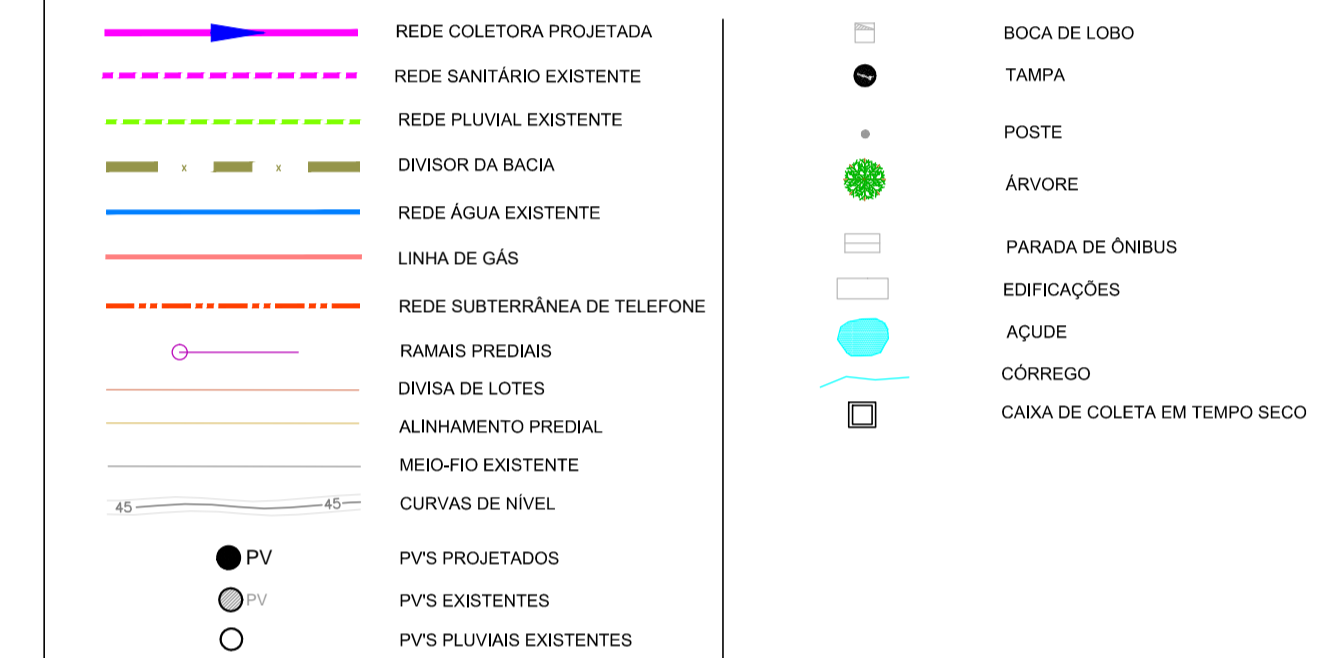 REDE COLETORA PROJETADA
REDE SANITÁRIO EXISTENTE
REDE PLUVIAL EXISTENTE
x x DIVISOR DA BACIA
REDE ÁGUA EXISTENTE
LINHA DE GÁS
REDE SUBTERRÂNEA DE TELEFONE
RAMAIS PREDIAIS
DIVISA DE LOTES
ALINHAMENTO PREDIAL
MEIO-FIO EXISTENTE
45 45 CURVAS DE NÍVEL
PV PV'S PROJETADOS
PV PV'S EXISTENTES
PV'S PLUVIAIS EXISTENTES
BOCA DE LOBO
TAMPA
POSTE
ÁRVORE
PARADA DE ÔNIBUS
EDIFICAÇÕES
AÇUDE
CÓRREGO
CAIXA DE COLETA EM TEMPO SECO